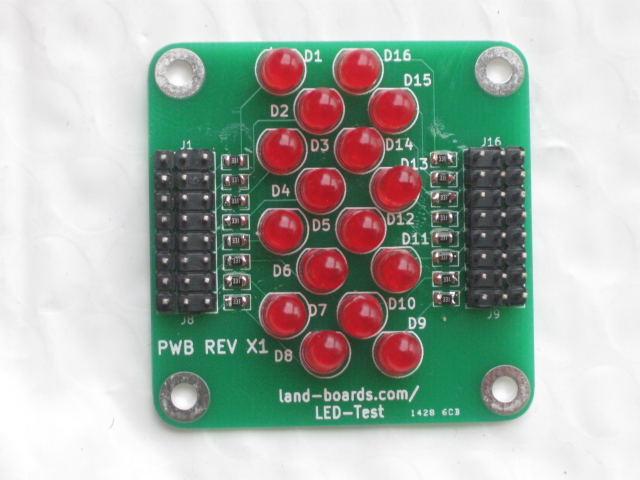 D1 D16
D15
D2
D3 D14
D13
D4
D5 D12
D11
D6
D7 D10
D9
D8
J1 J16
J8 J9
PWB REV X1
land-boards.com/
LED-Test 1428 6CB